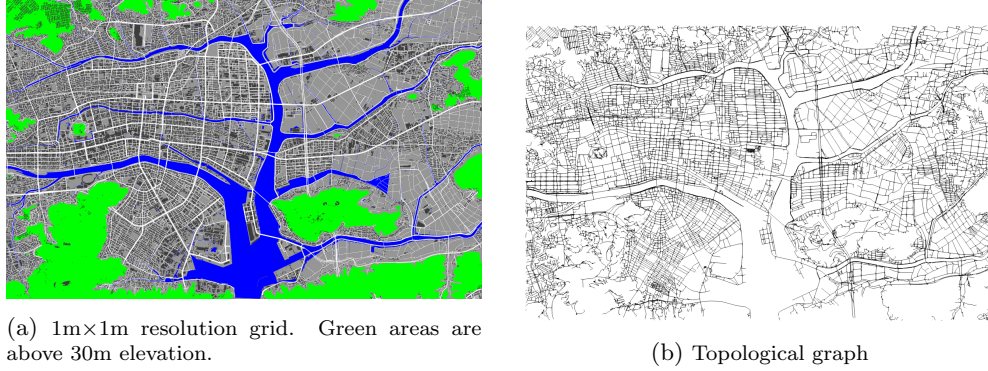 (a) 1m×1m resolution grid. Green areas are
above 30m elevation.
(b) Topological graph